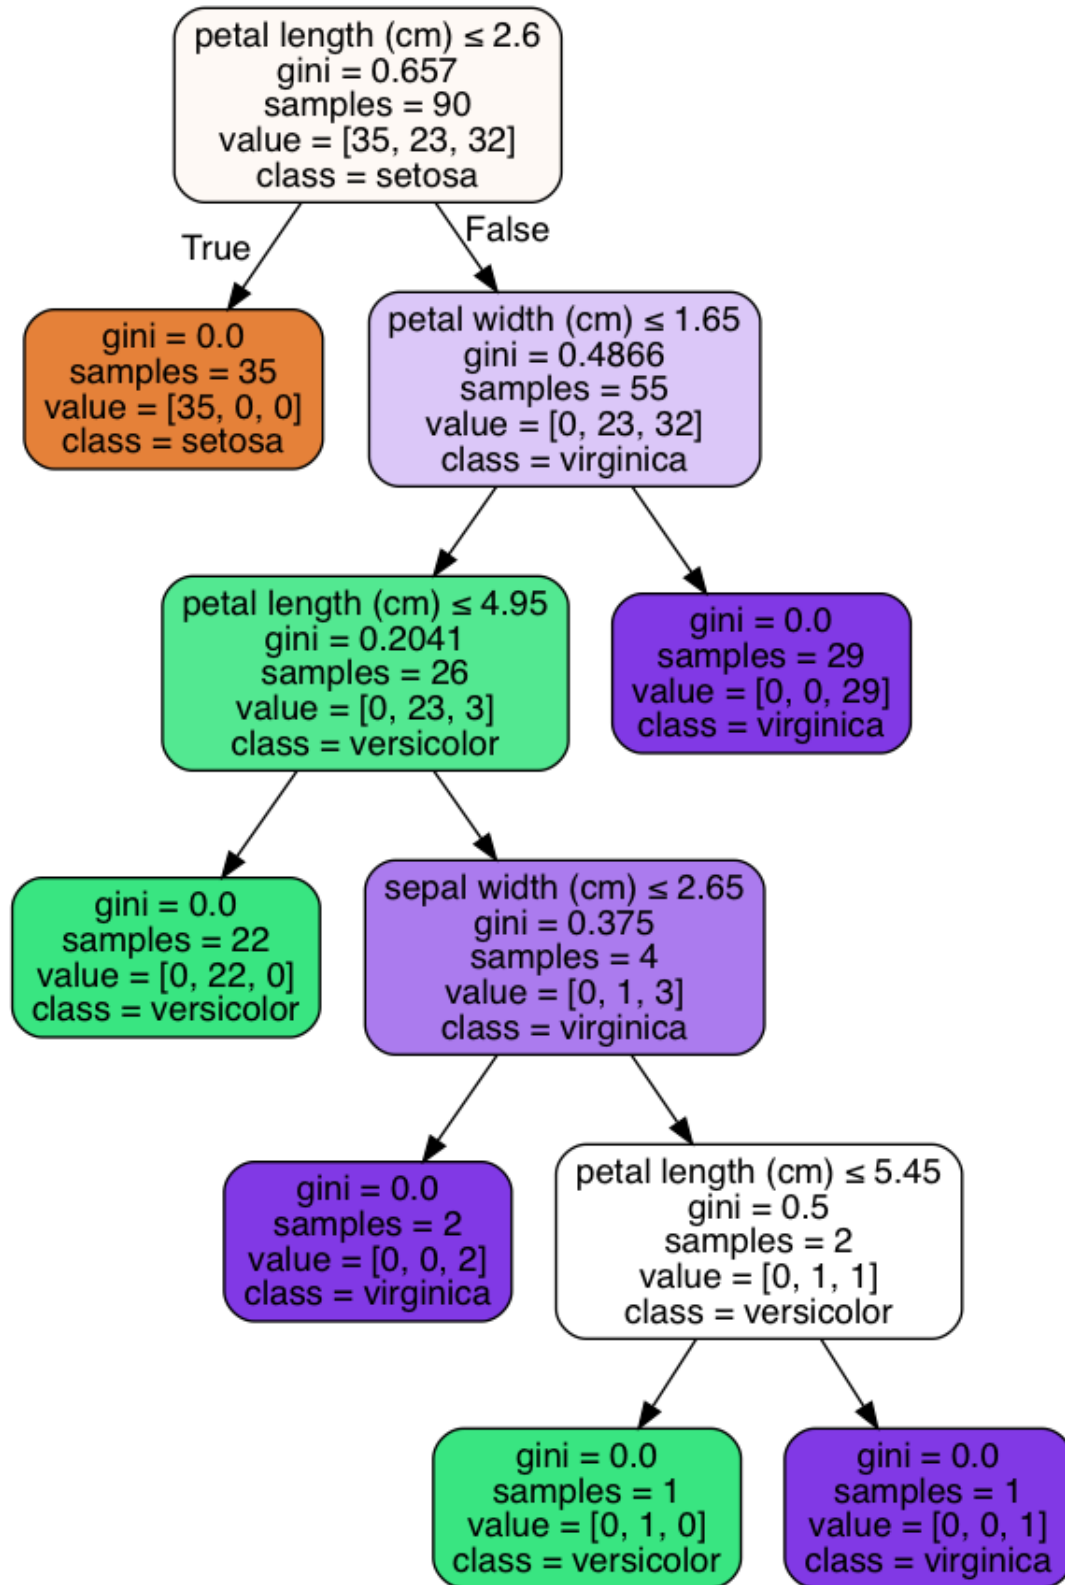 petal length (cm) ≤ 2.6
gini = 0.657
samples = 90
value = [35, 23, 32]
class = setosa
True
False
gini = 0.0
samples = 35
value = [35, 0, 0]
class = setosa
petal width (cm) ≤ 1.65
gini = 0.4866
samples = 55
value = [0, 23, 32]
class = virginica
petal length (cm) ≤ 4.95
gini = 0.2041
samples = 26
value = [0, 23, 3]
class = versicolor
gini = 0.0
samples = 29
value = [0, 0, 29]
class = virginica
gini = 0.0
samples = 22
value = [0, 22, 0]
class = versicolor
sepal width (cm) ≤ 2.65
gini = 0.375
samples = 4
value = [0, 1, 3]
class = virginica
gini = 0.0
samples = 2
value = [0, 0, 2]
class = virginica
petal length (cm) ≤ 5.45
gini = 0.5
samples = 2
value = [0, 1, 1]
class = versicolor
gini = 0.0
samples = 1
value = [0, 1, 0]
class = versicolor
gini = 0.0
samples = 1
value = [0, 0, 1]
class = virginica